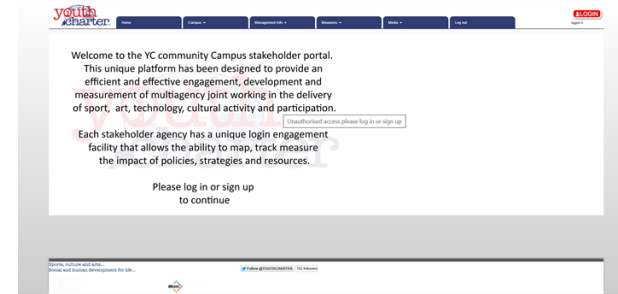 youth
charter
LOGIN
Home
Campus
Management Info
Measures
Media
Log out
Welcome to the YC community Campus stakeholder portal.
This unique platform has been designed to provide an
efficient and effective engagement, development and
measurement of multiagency joint working in the delivery
of sport, art, technology, cultural activity and participation.
Unauthorised access please log in or sign up
Each stakeholder agency has a unique login engagement
facility that allows the ability to map, track measure
the impact of policies, strategies and resources.
Please log in or sign up
to continue
Sports, culture and arts...
Social and human development for life...
Follow @YOUTHCHARTER